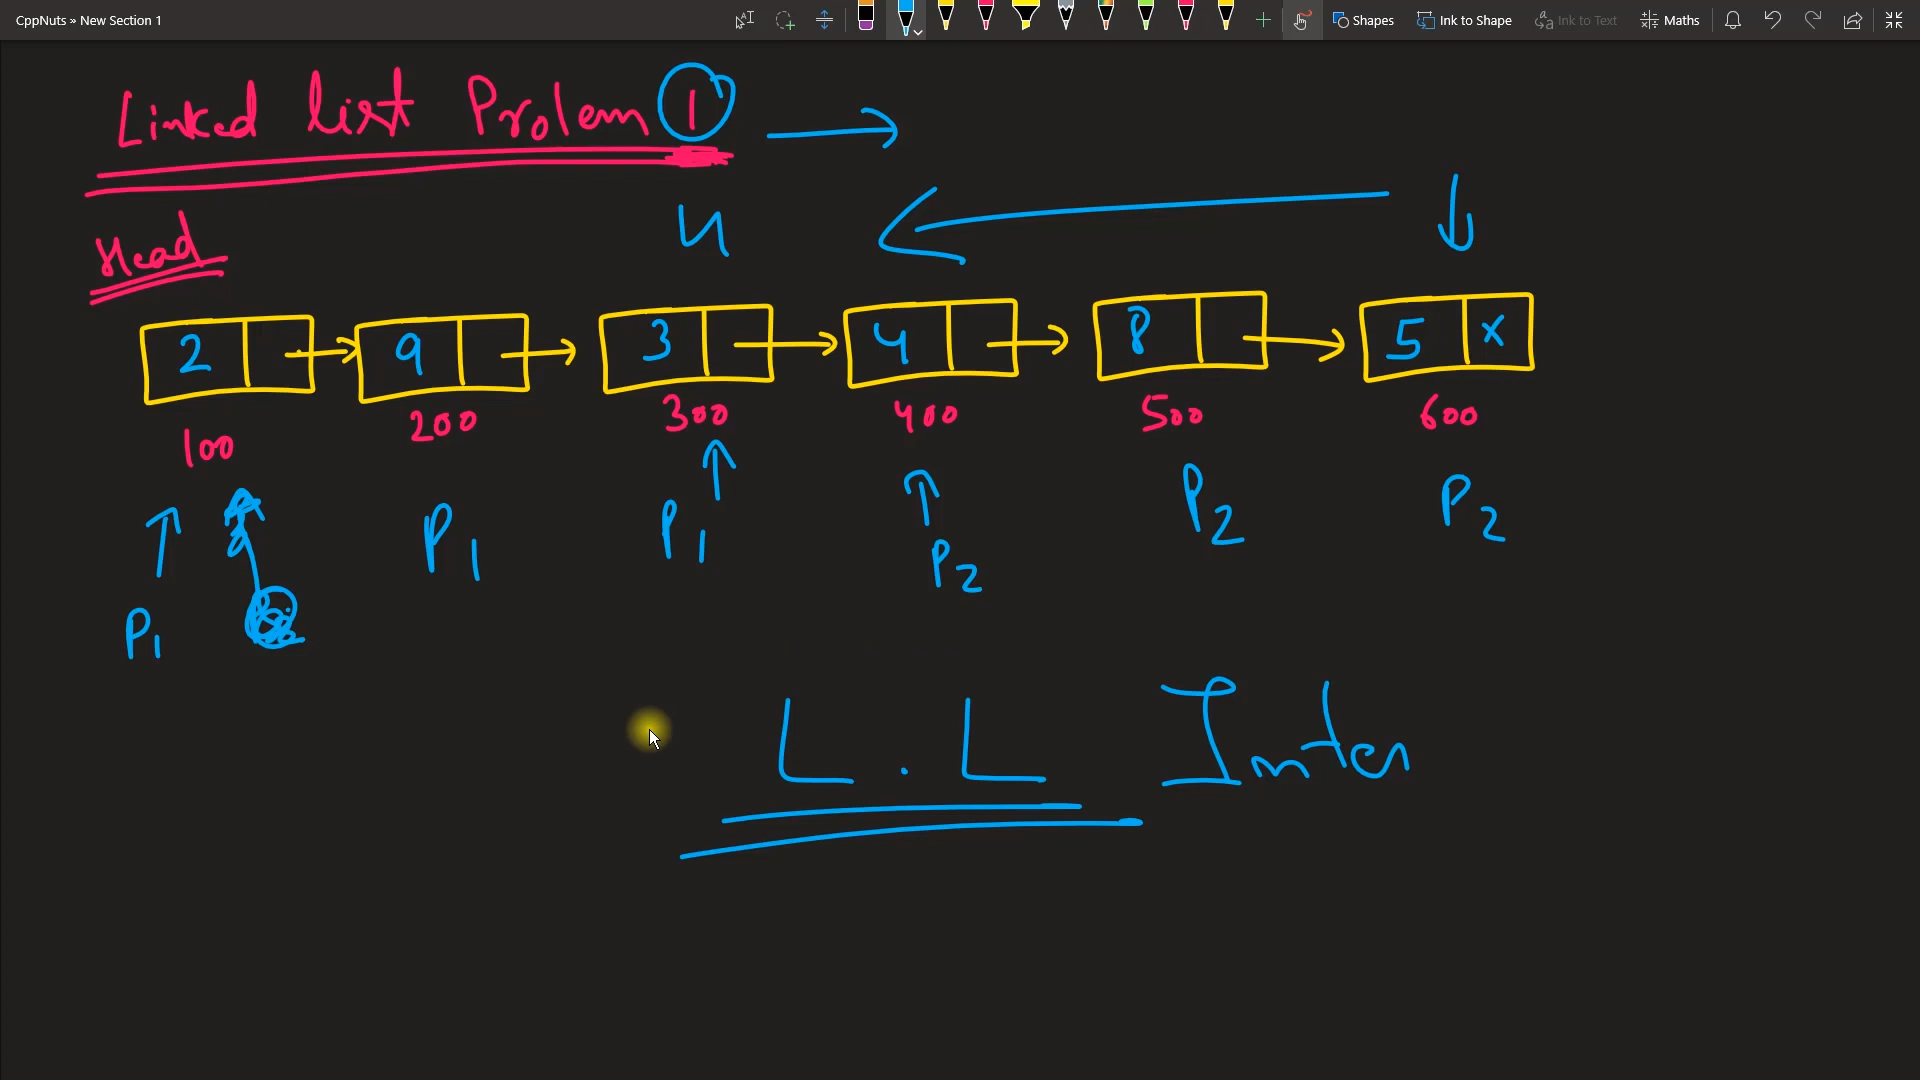 CppNuts » New Section 1
Shapes Ink to Shape Ink to Text Maths
Linked list Prolem 1
Head
4
2 9 3 4 8 5 x
100 200 300 400 500 600
P1 P1 P1 P2 P2 P2
L.L Inter